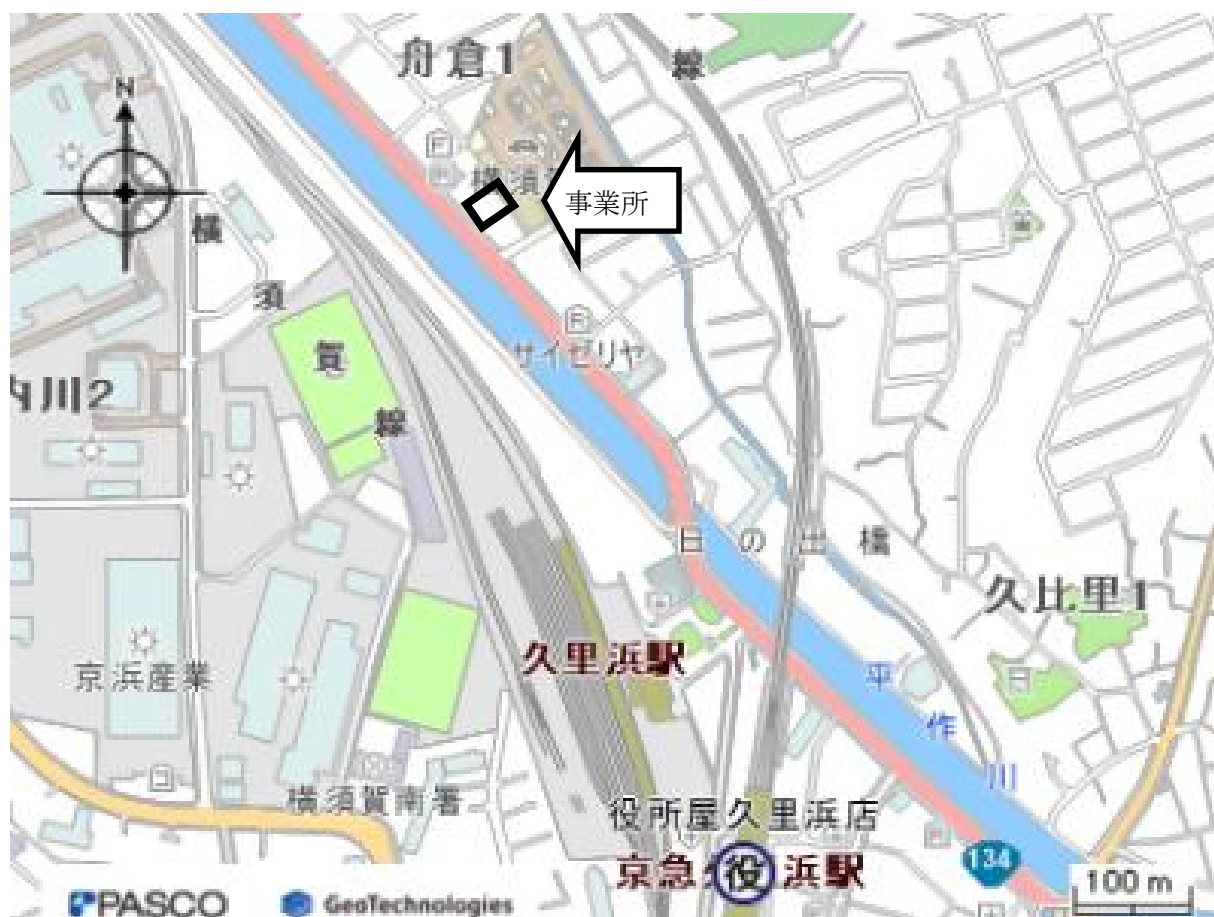 舟倉1
線
N
横須
事業所
横
須
賀
線
サイゼリヤ
内川2
日の出橋
久比里1
久里浜駅
京浜産業
平
作
川
横須賀南署
役所屋久里浜店
京急
役
浜駅
134
100 m
PASCO
GeoTechnologies